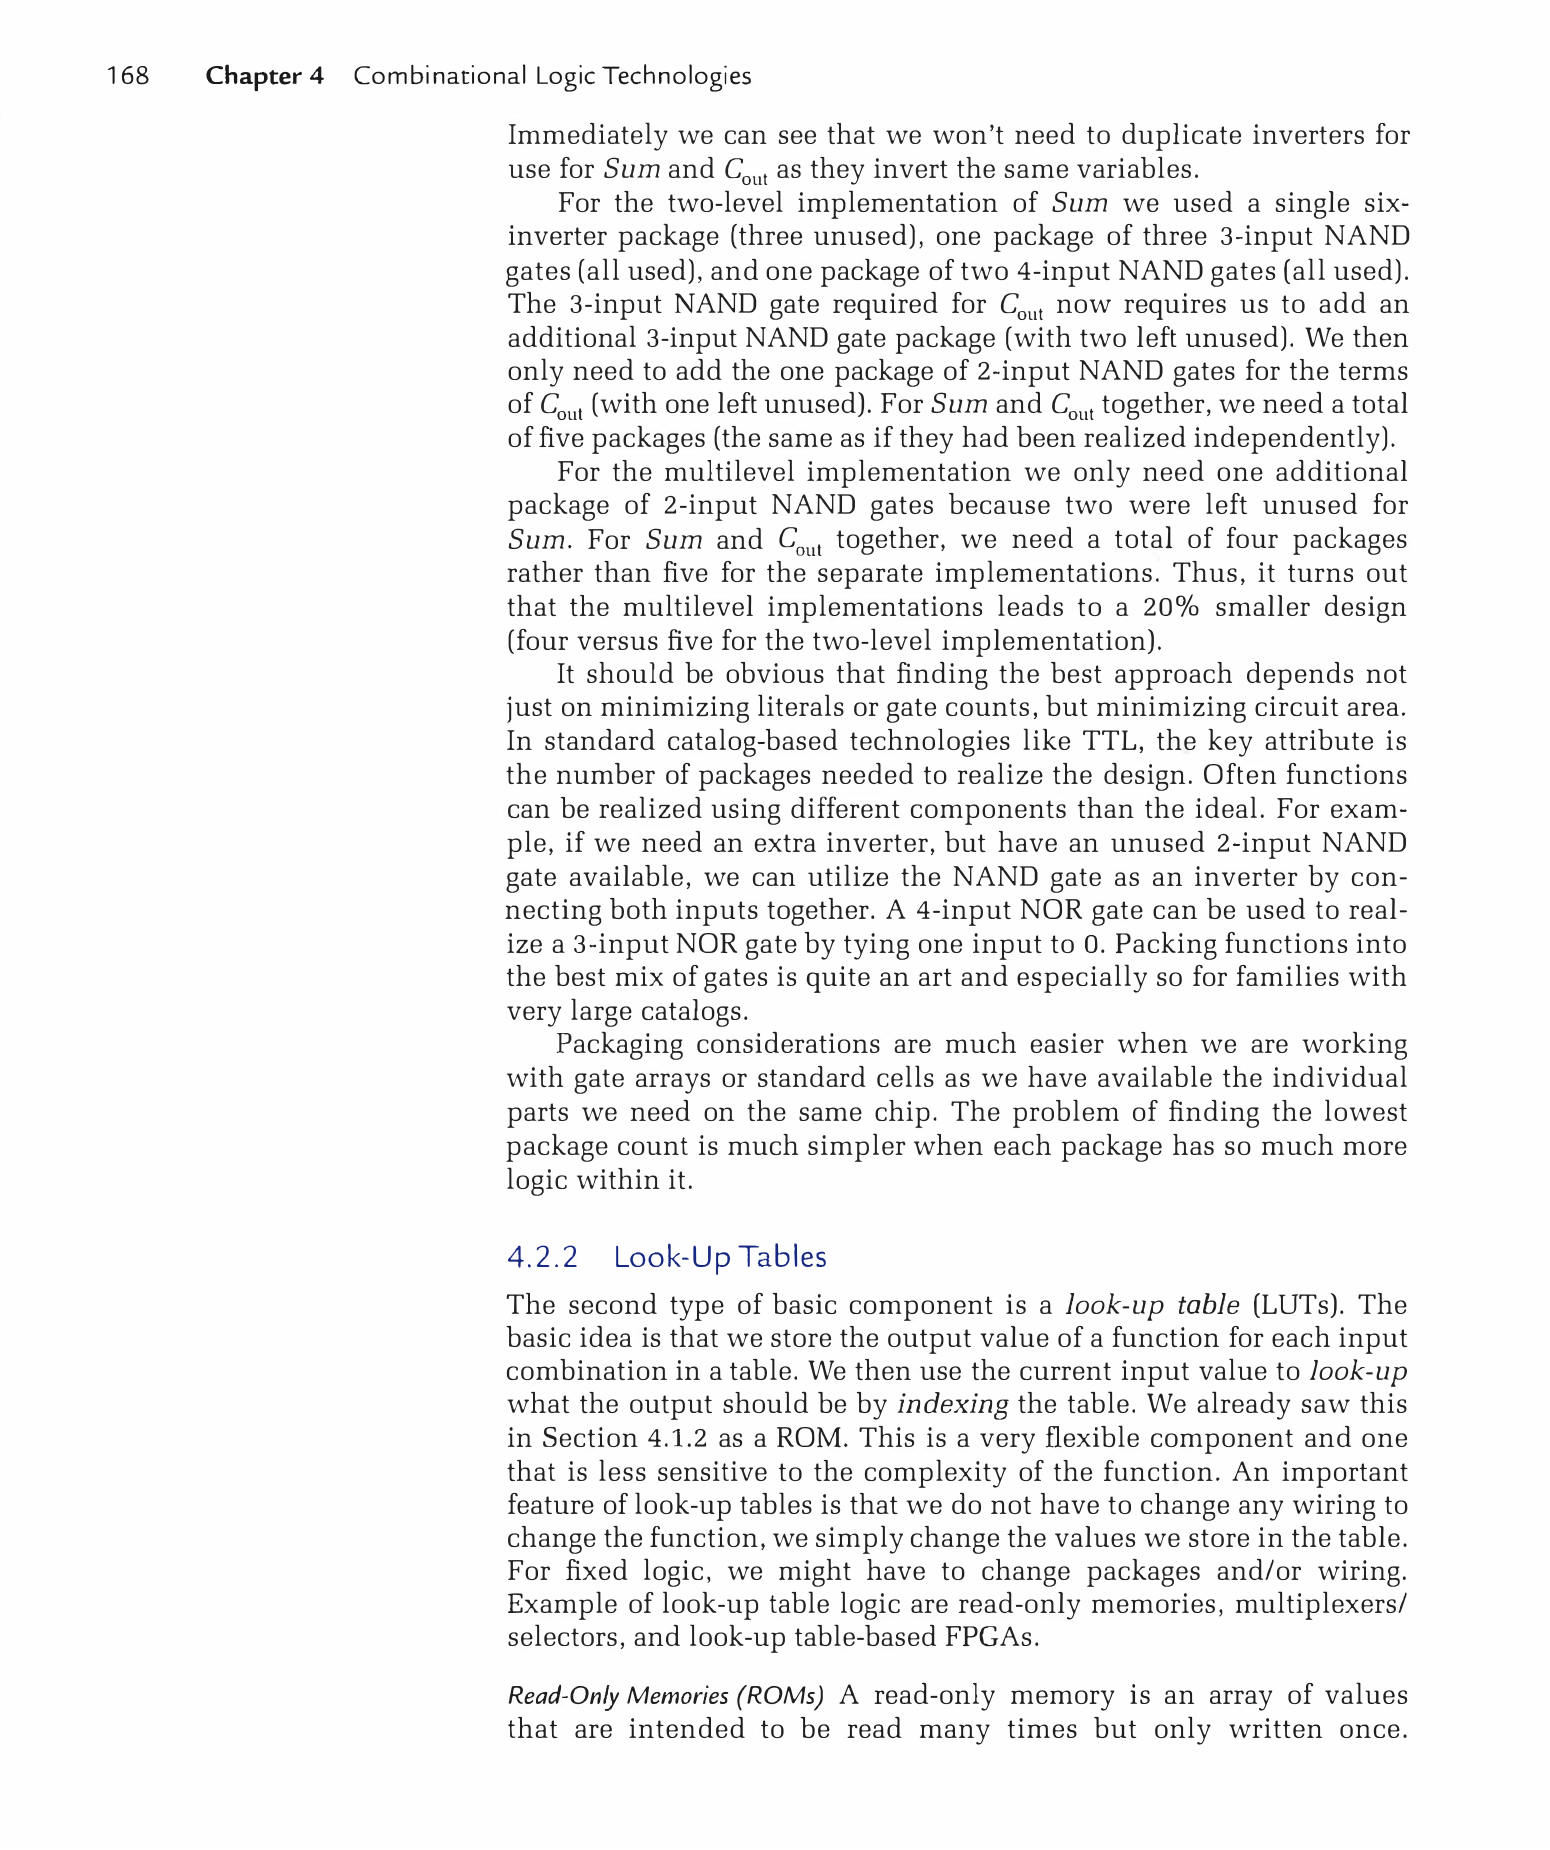 168 Chapter 4 Combinational Logic Technologies
Immediately we can see that we won't need to duplicate inverters for
use for Sum and Cout as they invert the same variables.
For the two-level implementation of Sum we used a single six-
inverter package (three unused), one package of three 3-input NAND
gates (all used), and one package of two 4-input NAND gates (all used).
The 3-input NAND gate required for Cout now requires us to add an
additional 3-input NAND gate package (with two left unused). We then
only need to add the one package of 2-input NAND gates for the terms
of Cout (with one left unused). For Sum and Cout together, we need a total
of five packages (the same as if they had been realized independently).
For the multilevel implementation we only need one additional
package of 2-input NAND gates because two were left unused for
Sum. For Sum and Cout together, we need a total of four packages
rather than five for the separate implementations. Thus, it turns out
that the multilevel implementations leads to a 20% smaller design
(four versus five for the two-level implementation).
It should be obvious that finding the best approach depends not
just on minimizing literals or gate counts, but minimizing circuit area.
In standard catalog-based technologies like TTL, the key attribute is
the number of packages needed to realize the design. Often functions
can be realized using different components than the ideal. For exam-
ple, if we need an extra inverter, but have an unused 2-input NAND
gate available, we can utilize the NAND gate as an inverter by con-
necting both inputs together. A 4-input NOR gate can be used to real-
ize a 3-input NOR gate by tying one input to 0. Packing functions into
the best mix of gates is quite an art and especially so for families with
very large catalogs.
Packaging considerations are much easier when we are working
with gate arrays or standard cells as we have available the individual
parts we need on the same chip. The problem of finding the lowest
package count is much simpler when each package has so much more
logic within it.
4.2.2 Look-Up Tables
The second type of basic component is a look-up table (LUTs). The
basic idea is that we store the output value of a function for each input
combination in a table. We then use the current input value to look-up
what the output should be by indexing the table. We already saw this
in Section 4.1.2 as a ROM. This is a very flexible component and one
that is less sensitive to the complexity of the function. An important
feature of look-up tables is that we do not have to change any wiring to
change the function, we simply change the values we store in the table.
For fixed logic, we might have to change packages and/or wiring.
Example of look-up table logic are read-only memories, multiplexers/
selectors, and look-up table-based FPGAs.
Read-Only Memories (ROMs) A read-only memory is an array of values
that are intended to be read many times but only written once.